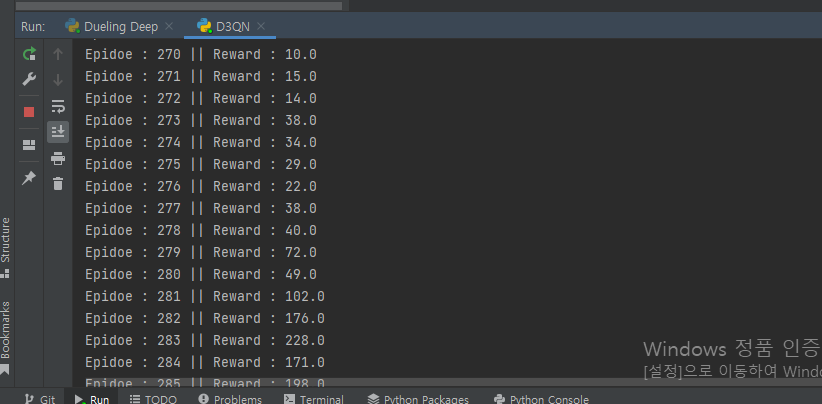 Run: Dueling Deep × D3QN ×
Epidoe : 270 || Reward : 10.0
Epidoe : 271 || Reward : 15.0
Epidoe : 272 || Reward : 14.0
Epidoe : 273 || Reward : 38.0
Epidoe : 274 || Reward : 34.0
Epidoe : 275 || Reward : 29.0
Epidoe : 276 || Reward : 22.0
Epidoe : 277 || Reward : 38.0
Epidoe : 278 || Reward : 40.0
Epidoe : 279 || Reward : 72.0
Epidoe : 280 || Reward : 49.0
Epidoe : 281 || Reward : 102.0
Epidoe : 282 || Reward : 176.0
Epidoe : 283 || Reward : 228.0
Epidoe : 284 || Reward : 171.0
Epidoe : 285 || Reward : 198.0
Structure
Bookmarks
Windows 정품 인증
[설정]으로 이동하여 Windo
Git Run TODO Problems Terminal Python Packages Python Console